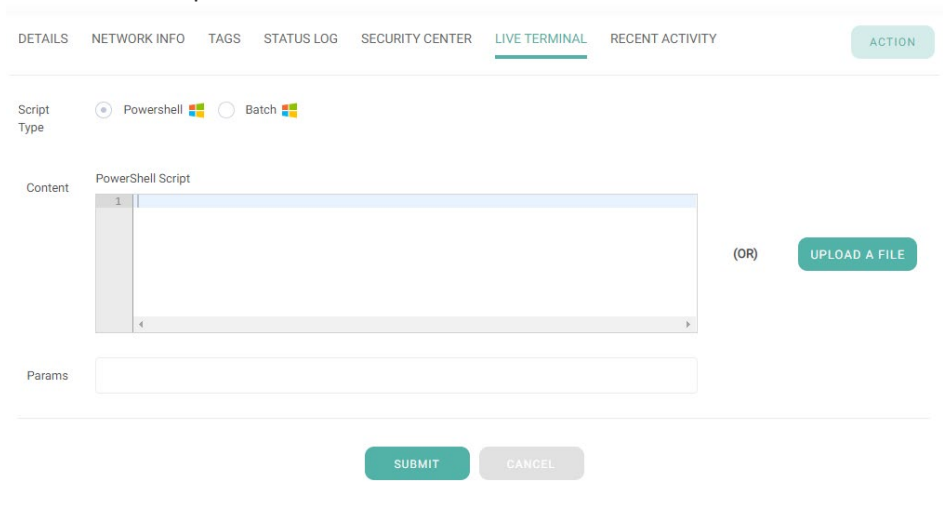 DETAILS NETWORK INFO TAGS STATUS LOG SECURITY CENTER LIVE TERMINAL RECENT ACTIVITY ACTION
Script Type Powershell Batch
PowerShell Script
Content
1
(OR) UPLOAD A FILE
Params
SUBMIT CANCEL